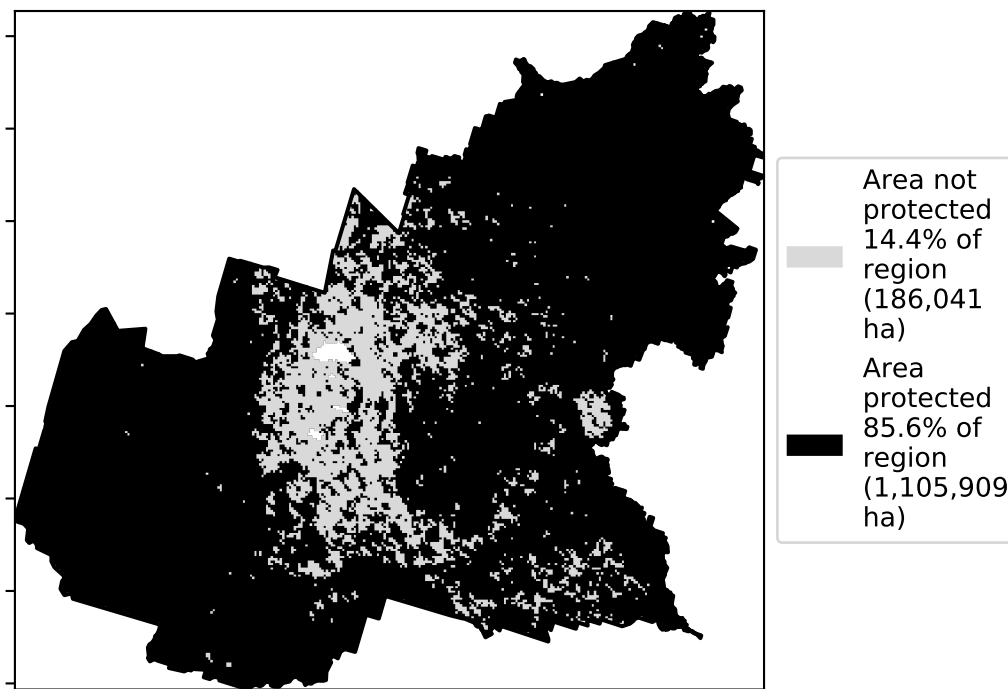 Area not
protected
14.4% of
region
(186,041
ha)
Area
protected
85.6% of
region
(1,105,909
ha)